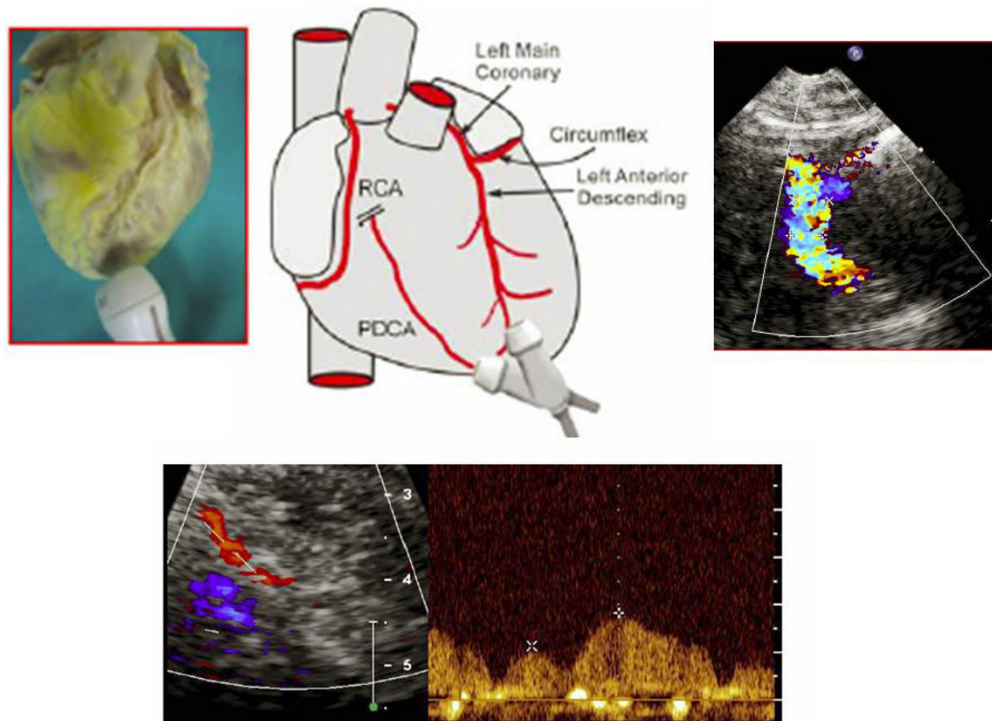 Left Main
Coronary
Circumflex
Left Anterior
Descending
RCA
PDCA
P
3
4
5